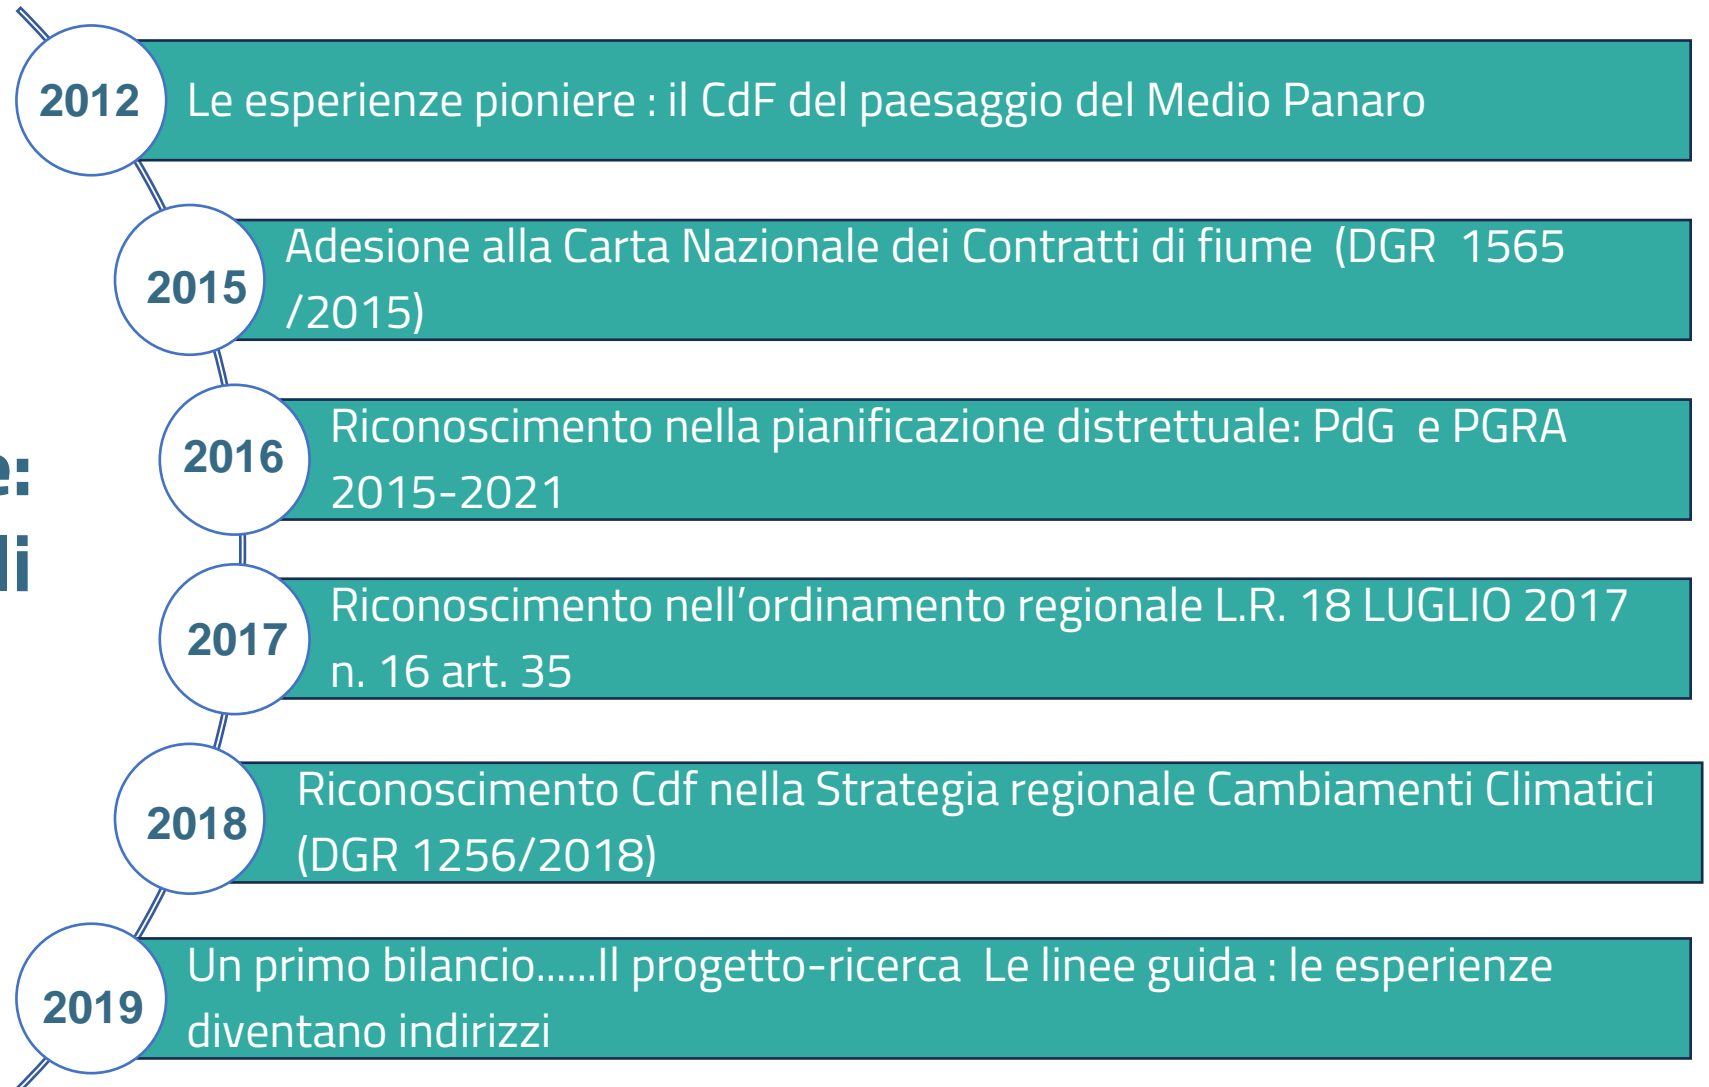 2012
Le esperienze pioniere : il CdF del paesaggio del Medio Panaro
2015
Adesione alla Carta Nazionale dei Contratti di fiume (DGR 1565
/2015)
2016
Riconoscimento nella pianificazione distrettuale: PdG e PGRA
2015-2021
2017
Riconoscimento nell’ordinamento regionale L.R. 18 LUGLIO 2017
n. 16 art. 35
2018
Riconoscimento Cdf nella Strategia regionale Cambiamenti Climatici
(DGR 1256/2018)
2019
Un primo bilancio......Il progetto-ricerca Le linee guida : le esperienze
diventano indirizzi